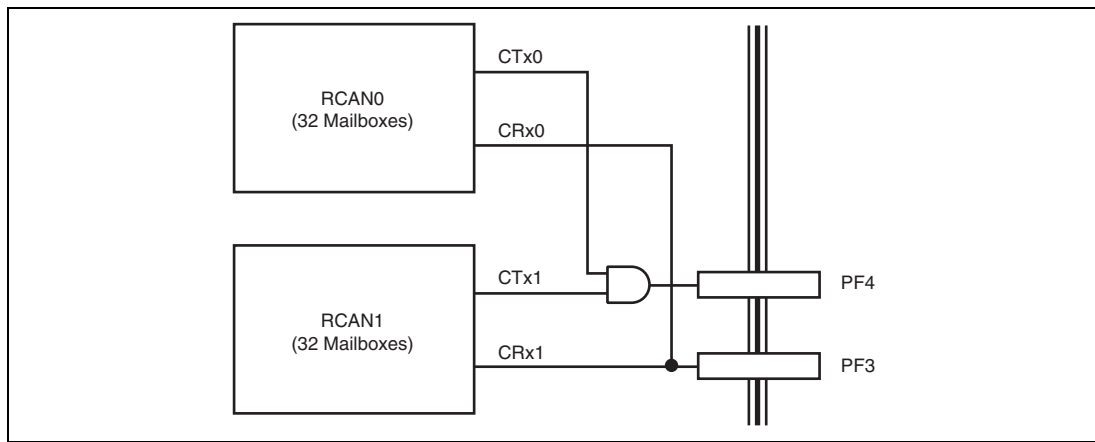 CTx0
RCAN0
(32 Mailboxes)
CRx0
CTx1
PF4
RCAN1
(32 Mailboxes)
CRx1
PF3